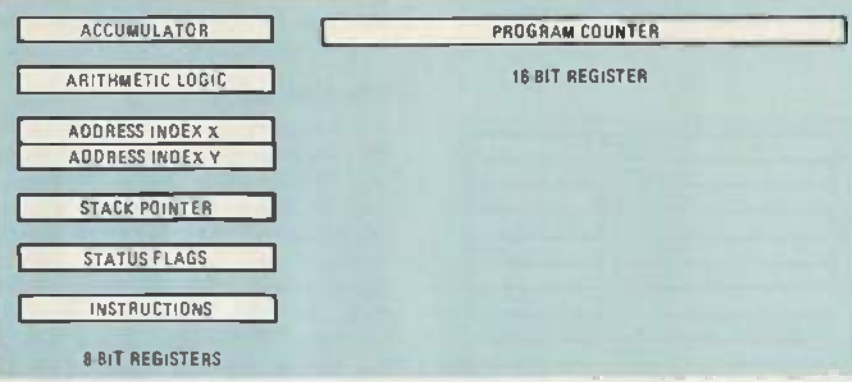 ACCUMULATOR
ARITHMETIC LOGIC
ADDRESS INDEX X
ADDRESS INDEX Y
STACK POINTER
STATUS FLAGS
INSTRUCTIONS
8-BIT REGISTERS
PROGRAM COUNTER
16 BIT REGISTER